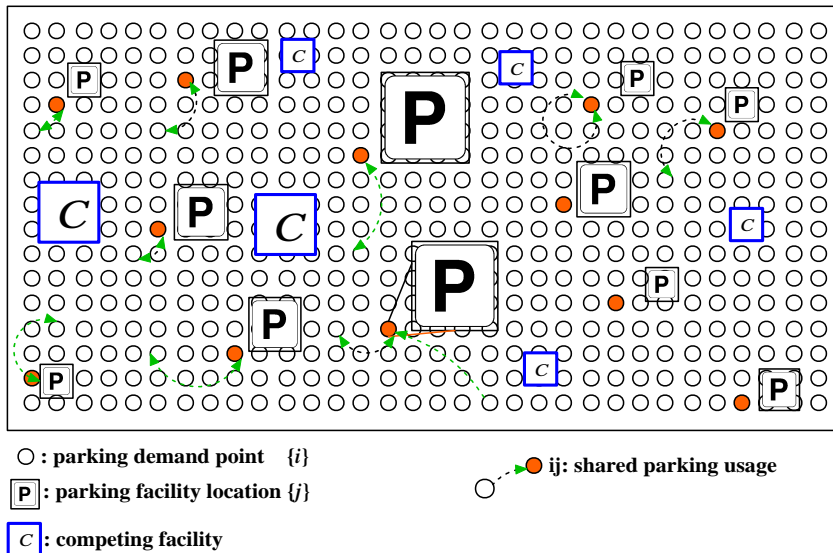 P P C C P
P P
C P C P C
P P
P
P C P
: parking demand point {i}
P : parking facility location {j}
C : competing facility
ij: shared parking usage